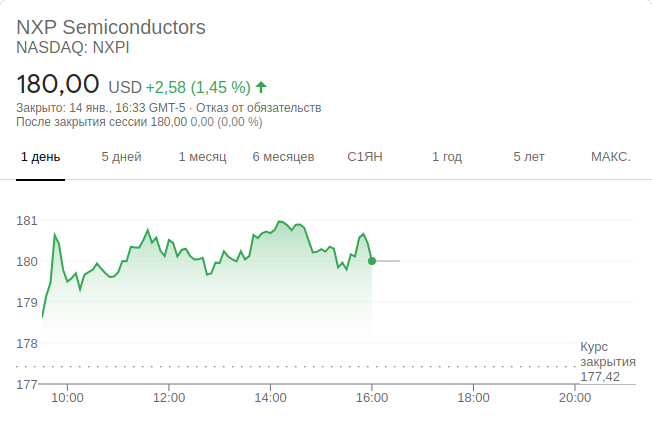 NXP Semiconductors
NASDAQ: NXPI
180,00 USD +2,58 (1,45 %)
Закрыто: 14 янв., 16:33 GMT-5 · Отказ от обязательств
После закрытия сессии 180,00 0,00 (0,00 %)
1 день 5 дней 1 месяц 6 месяцев С1ЯН 1 год 5 лет МАКС.
181
180
179
178
Курс
закрытия
177,42
177
10:00 12:00 14:00 16:00 18:00 20:00